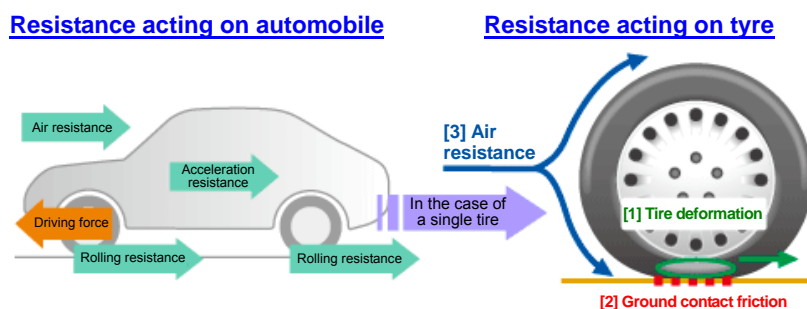 Resistance acting on automobile
Resistance acting on tyre
Air resistance
Acceleration
resistance
Driving force
Rolling resistance
Rolling resistance
In the case of
a single tire
[3] Air
resistance
[1] Tire deformation
[2] Ground contact friction